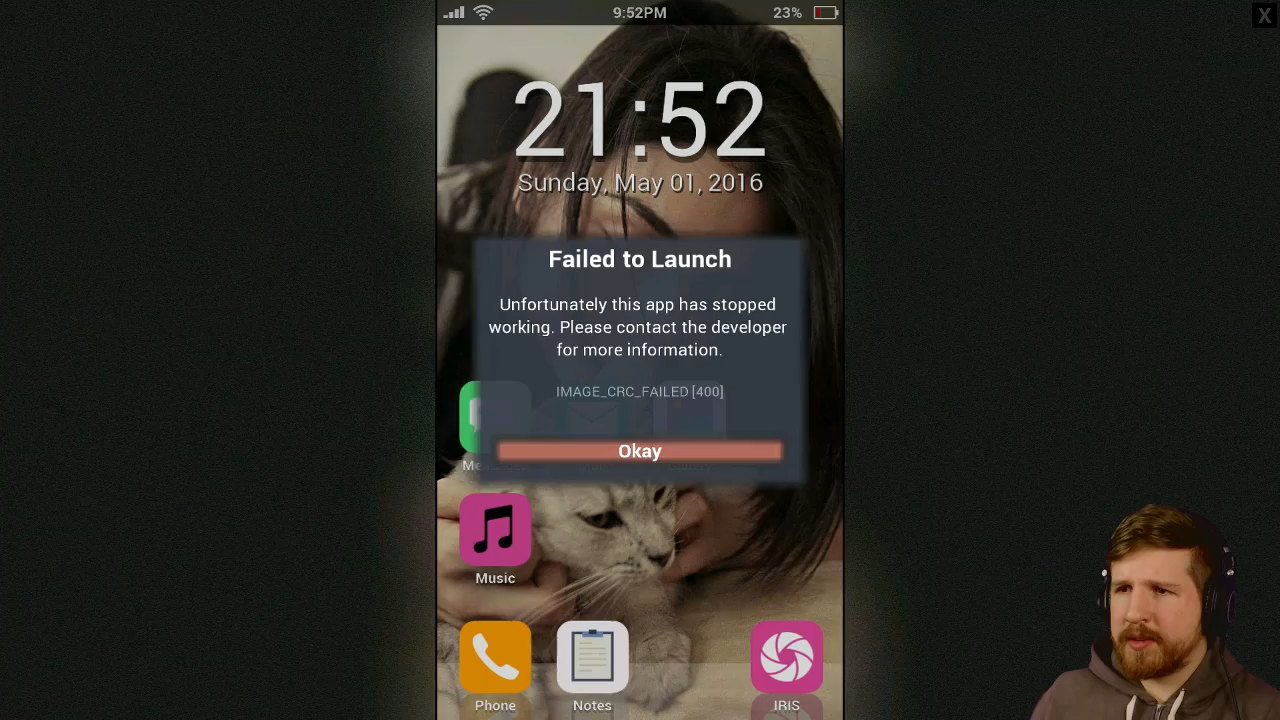 9:52PM
23%
X
21:52
Sunday, May 01, 2016
Failed to Launch
Unfortunately this app has stopped
working. Please contact the developer
for more information.
IMAGE_CRC_FAILED [400]
Okay
Music
Phone
Notes
IRIS